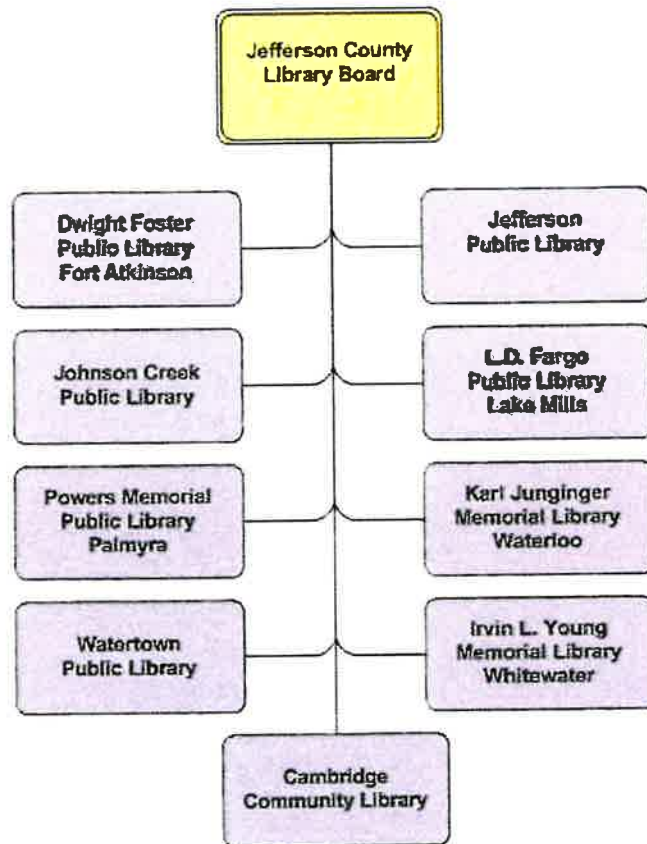 Jefferson County
Library Board
Dwight Foster
Public Library
Fort Atkinson
Jefferson
Public Library
Johnson Creek
Public Library
L.D. Fargo
Public Library
Lake Mills
Powers Memorial
Public Library
Palmyra
Karl Junginger
Memorial Library
Waterloo
Watertown
Public Library
Irvin L. Young
Memorial Library
Whitewater
Cambridge
Community Library